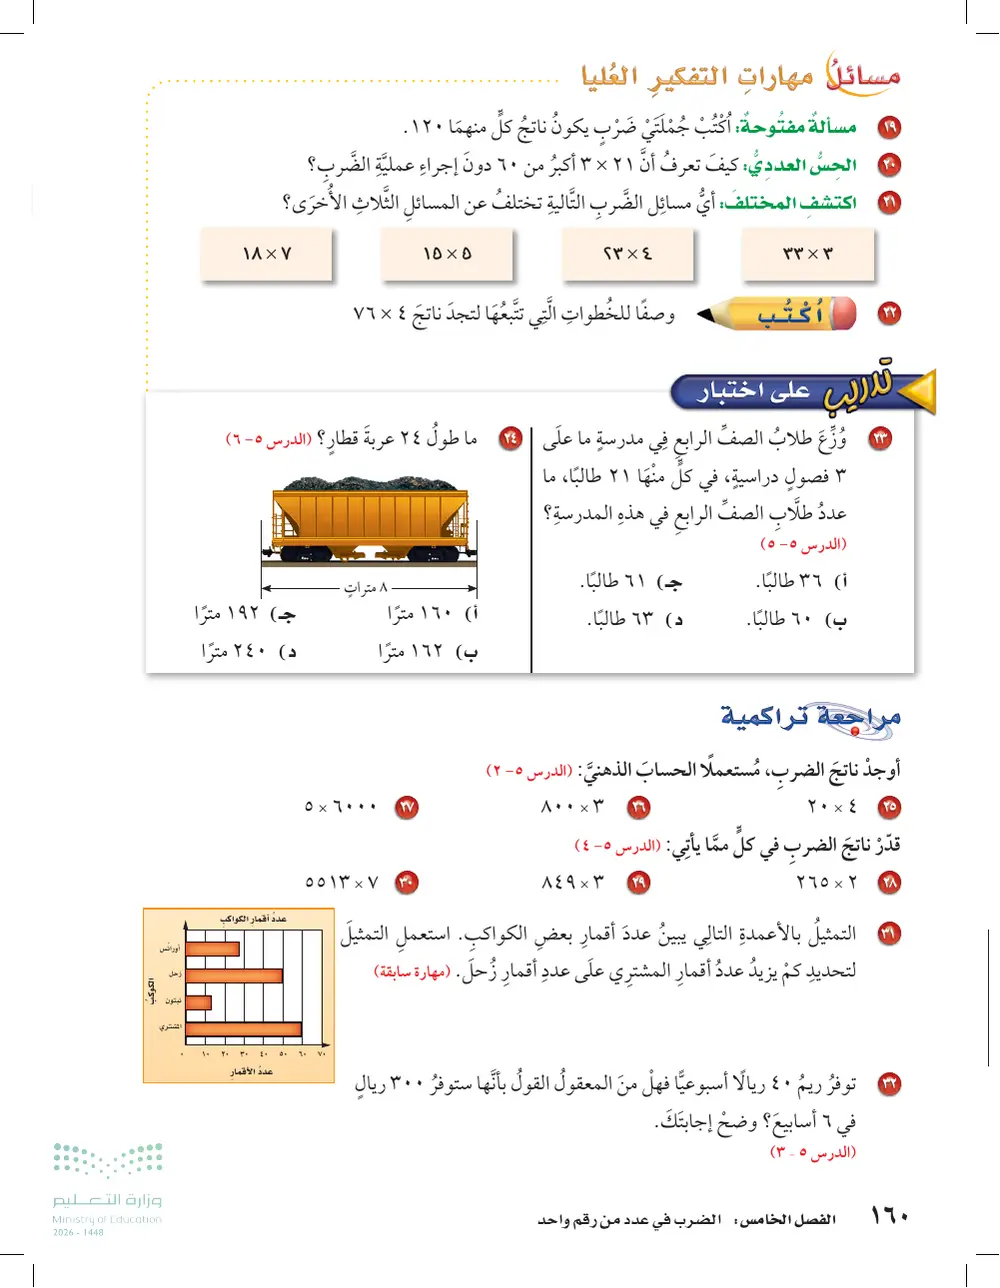 مسائلُ مهاراتِ التفكيرِ العُليا
١٩ مسألةٌ مفتُوحةٌ: اُكْتُبْ جُمْلَتَيْ ضَرْبٍ يكونُ ناتجُ كلٍّ منهمَا ١٢٠.
٢٠ الحِسُّ العدديُّ: كيفَ تعرفُ أنَّ ٢١ × ٣ أكبرُ من ٦٠ دونَ إجراءِ عمليَّةِ الضَّربِ؟
٢١ اكتشفِ المختلفَ: أيُّ مسائلِ الضَّربِ التَّاليةِ تختلفُ عن المسائلِ الثَّلاثِ الأُخرَى؟
٣ × ٣٣
٤ × ٢٣
٥ × ١٥
٧ × ١٨
٢٢ اُكْتُب وصفًا للخُطواتِ الَّتِي تتَّبعُهَا لتجدَ ناتجَ ٤ × ٧٦
تدريب على اختبار
٢٣ وُزِّعَ طلابُ الصفِّ الرابعِ فِي مدرسةٍ ما علَى
٣ فصولٍ دراسيةٍ، في كلٍّ منْهَا ٢١ طالبًا، ما
عددُ طلَّابِ الصفِّ الرابعِ في هذهِ المدرسةِ؟
(الدرس ٥-٥)
أ) ٣٦ طالبًا. جـ) ٦١ طالبًا.
ب) ٦٠ طالبًا. د) ٦٣ طالبًا.
٢٤ ما طولُ ٢٤ عربةَ قطارٍ؟ (الدرس ٥-٦)
٨ متراتٍ
أ) ١٦٠ مترًا جـ) ١٩٢ مترًا
ب) ١٦٢ مترًا د) ٢٤٠ مترًا
مراجعة تراكمية
أوجدْ ناتجَ الضربِ، مُستعملًا الحسابَ الذهنيَّ: (الدرس ٥-٢)
٢٥ ٤ × ٢٠ ٢٦ ٣ × ٨٠٠ ٢٧ ٦٠٠٠ × ٥
قدّرْ ناتجَ الضربِ في كلٍّ ممَّا يأتِي: (الدرس ٥-٤)
٢٨ ٢ × ٢٦٥ ٢٩ ٣ × ٨٤٩ ٣٠ ٧ × ٥٥١٣
٣١ التمثيلُ بالأعمدةِ التالِي يبينُ عددَ أقمارِ بعضِ الكواكبِ. استعملِ التمثيلَ
لتحديدِ كمْ يزيدُ عددُ أقمارِ المشترِي علَى عددِ أقمارِ زُحلَ. (مهارة سابقة)
عددُ أقمارِ الكواكبِ
الكوكبُ
أورانُس
زحل
نبتون
المشتري
٠ ١٠ ٢٠ ٣٠ ٤٠ ٥٠ ٦٠ ٧٠
عددُ الأقمارِ
٣٢ توفرُ ريمُ ٤٠ ريالًا أسبوعيًّا فهلْ منَ المعقولُ القولُ بأنَّها ستوفرُ ٣٠٠ ريالٍ
في ٦ أسابيعَ؟ وضحْ إجابتَكَ.
(الدرس ٥-٣)
وزارة التعليم
Ministry of Education
2026 - 1448
١٦٠ الفصل الخامس: الضرب في عدد من رقم واحد